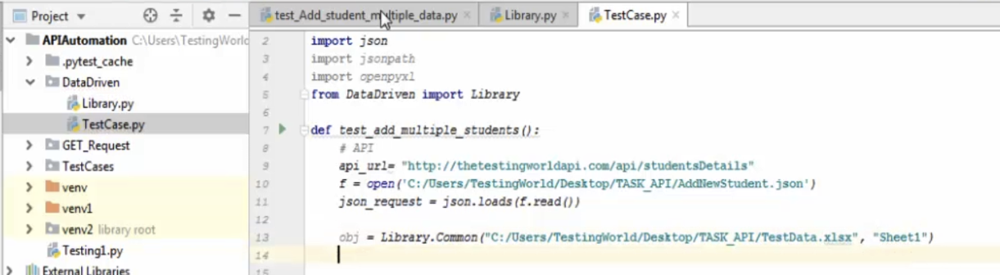 Project
test_Add_student_multiple_data.py
Library.py
TestCase.py
APIAutomation C:\Users\TestingWorld
.pytest_cache
DataDriven
Library.py
TestCase.py
GET_Request
TestCases
venv
venv1
venv2 library root
Testing1.py
External Libraries
2 import json
3 import jsonpath
4 import openpyxl
5 from DataDriven import Library
6
7 def test_add_multiple_students():
8 # API
9 api_url= "http://thetestingworldapi.com/api/studentsDetails"
10 f = open('C:/Users/TestingWorld/Desktop/TASK_API/AddNewStudent.json')
11 json_request = json.loads(f.read())
12
13 obj = Library.Common("C:/Users/TestingWorld/Desktop/TASK_API/TestData.xlsx", "Sheet1")
14
15